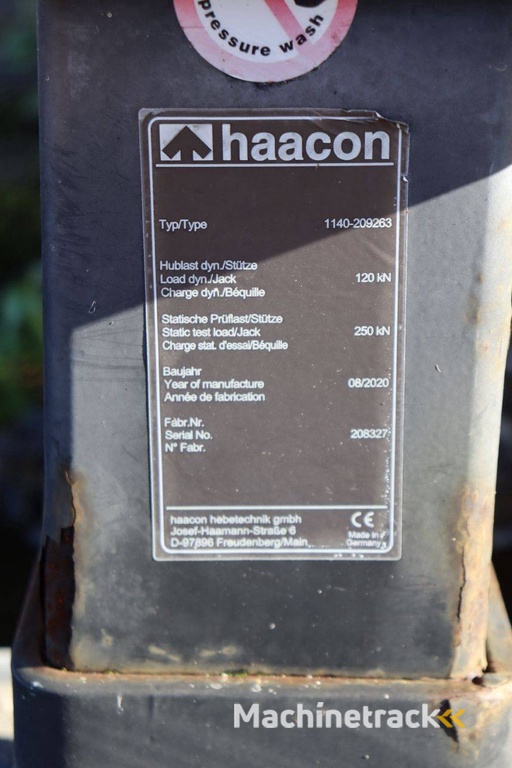 pressure wash
haacon
Typ/Type 1140-209263
Hublast dyn./Stütze
Load dyn./Jack 120 kN
Charge dyn./Béquille
Statische Prüflast/Stütze
Static test load/Jack 250 kN
Charge stat. d'essai/Béquille
Baujahr
Year of manufacture 08/2020
Année de fabrication
Fabr.Nr.
Serial No. 208327
N° Fabr.
haacon hebetechnik gmbh CE
Josef-Haamann-Straße 6 Made in
D-97896 Freudenberg/Main Germany
Machinetrack